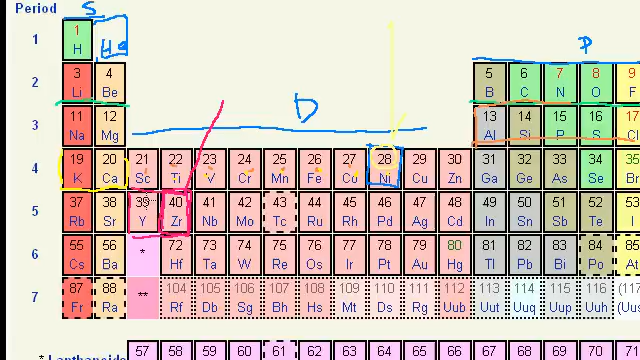 Period S P
1 1 H He
2 3 Li 4 Be 5 B 6 C 7 N 8 O 9 F
D
3 11 Na 12 Mg 13 Al 14 Si 15 P 16 S 17 Cl
4 19 K 20 Ca 21 Sc 22 Ti 23 V 24 Cr 25 Mn 26 Fe 27 Co 28 Ni 29 Cu 30 Zn 31 Ga 32 Ge 33 As 34 Se 35 Br
5 37 Rb 38 Sr 39 Y 40 Zr 41 Nb 42 Mo 43 Tc 44 Ru 45 Rh 46 Pd 47 Ag 48 Cd 49 In 50 Sn 51 Sb 52 Te 53 I
6 55 Cs 56 Ba * 72 Hf 73 Ta 74 W 75 Re 76 Os 77 Ir 78 Pt 79 Au 80 Hg 81 Tl 82 Pb 83 Bi 84 Po 85 At
7 87 Fr 88 Ra ** 104 Rf 105 Db 106 Sg 107 Bh 108 Hs 109 Mt 110 Ds 111 Rg 112 Uub 113 Uut 114 Uuq 115 Uup 116 Uuh (117) (Uus
* Lanthanoids 57 58 59 60 61 62 63 64 65 66 67 68 69 70 71